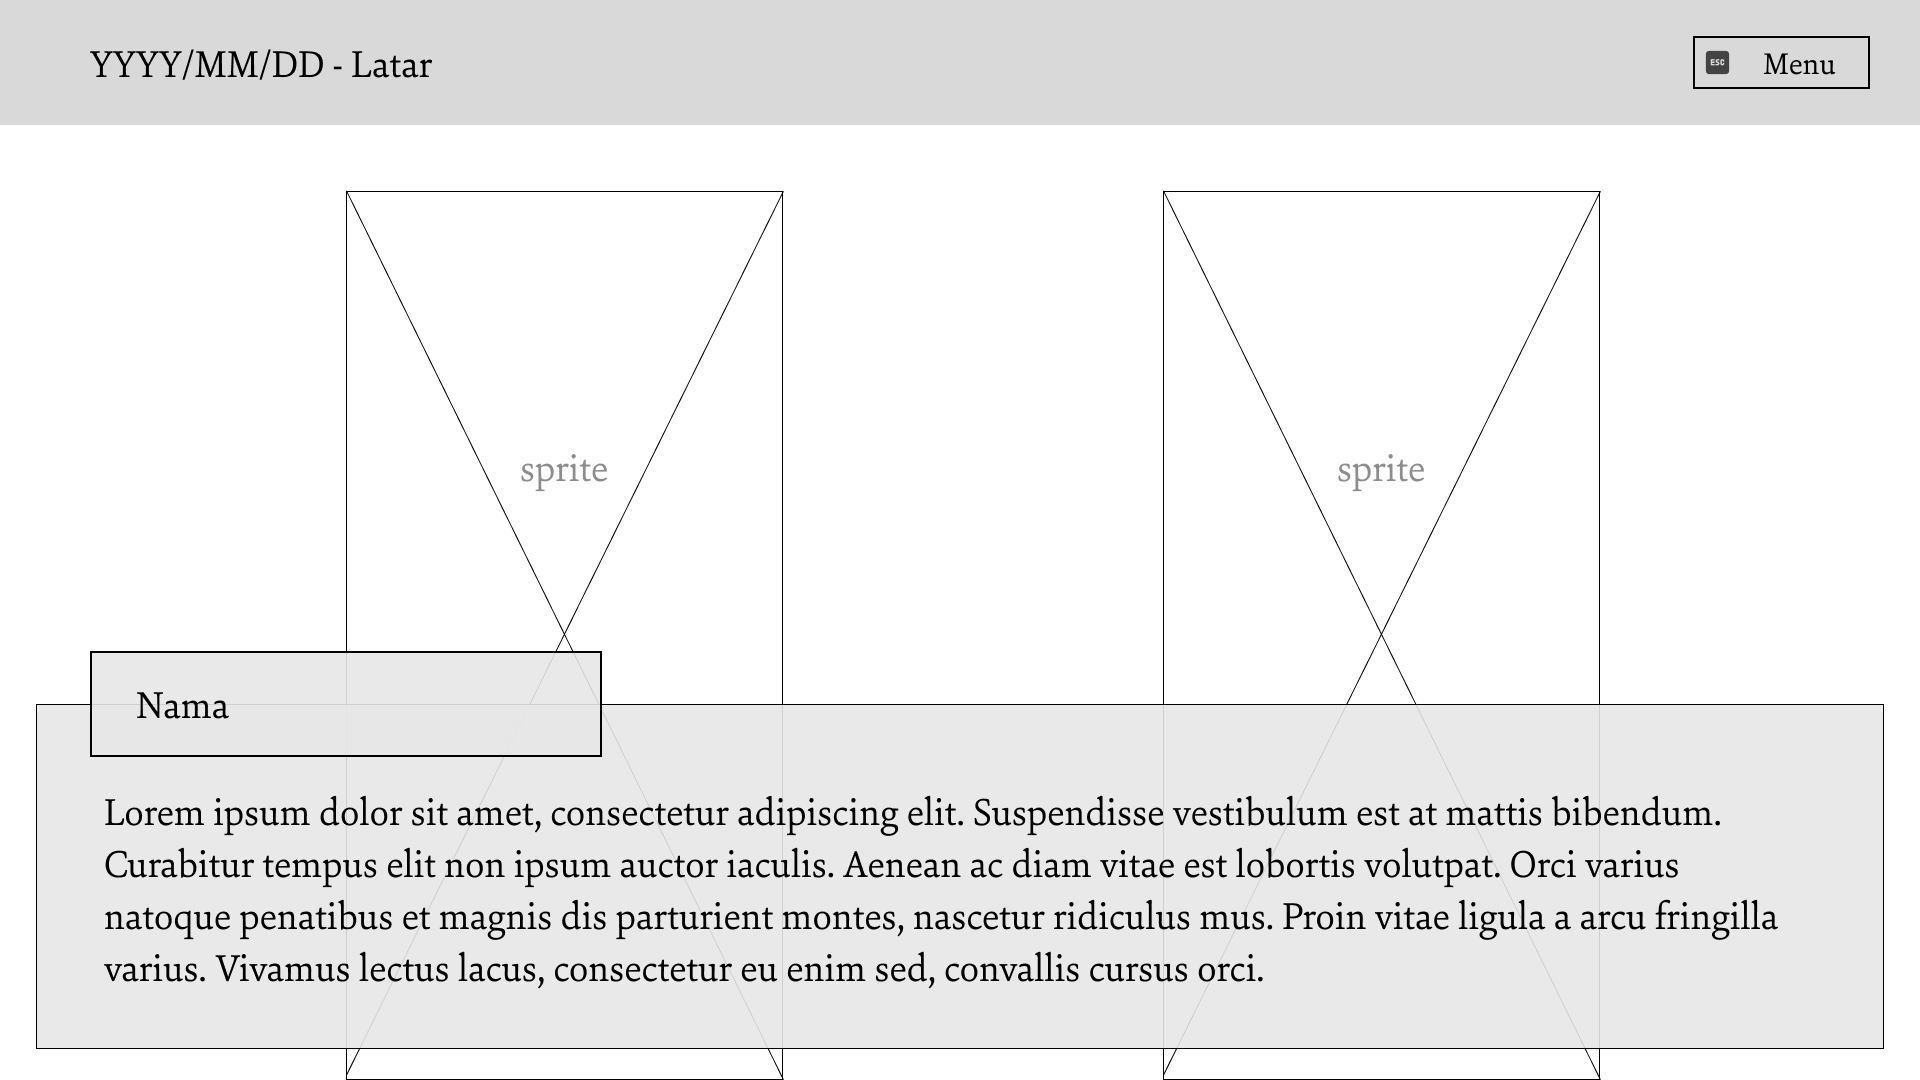 YYYY/MM/DD - Latar
ESC Menu
sprite
sprite
Nama
Lorem ipsum dolor sit amet, consectetur adipiscing elit. Suspendisse vestibulum est at mattis bibendum.
Curabitur tempus elit non ipsum auctor iaculis. Aenean ac diam vitae est lobortis volutpat. Orci varius
natoque penatibus et magnis dis parturient montes, nascetur ridiculus mus. Proin vitae ligula a arcu fringilla
varius. Vivamus lectus lacus, consectetur eu enim sed, convallis cursus orci.